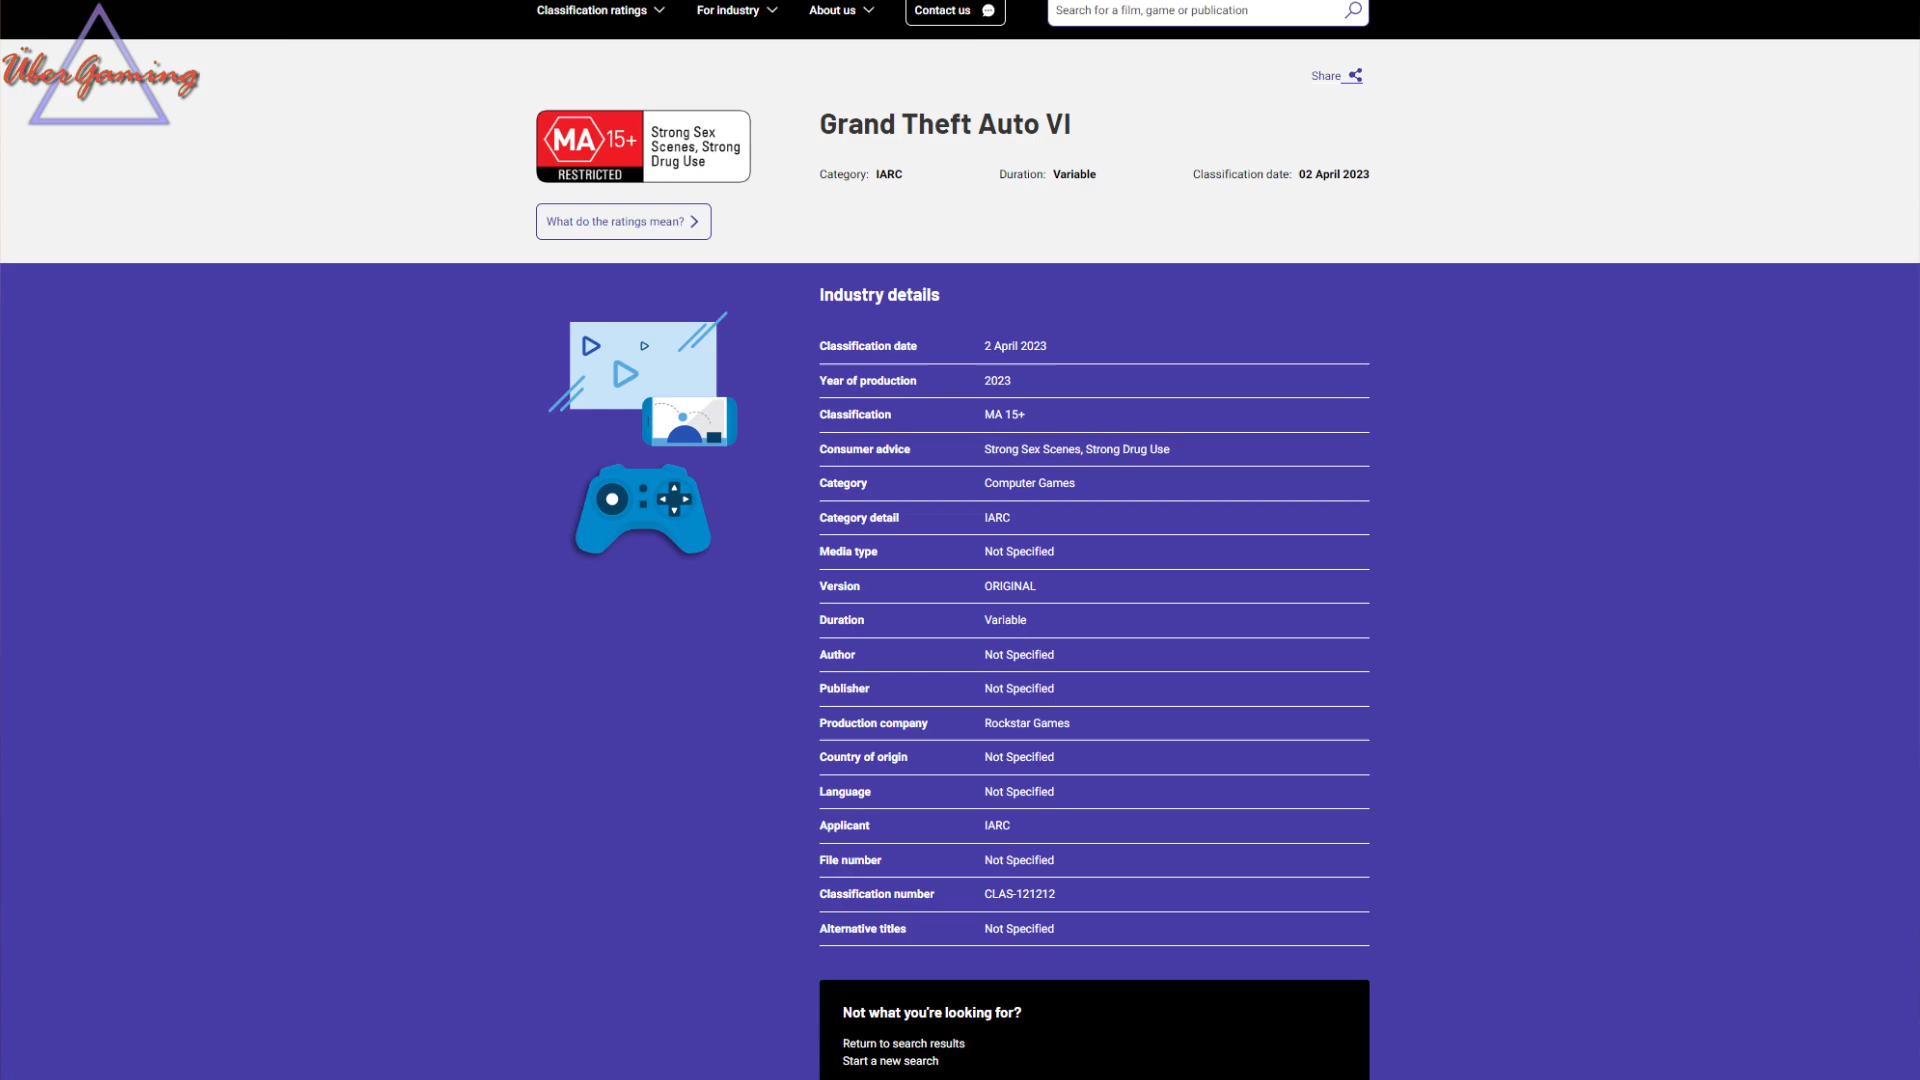 Classification ratings
For industry
About us
Contact us
Search for a film, game or publication
ÜberGaming
Share
MA 15+
RESTRICTED
Strong Sex
Scenes, Strong
Drug Use
Grand Theft Auto VI
Category: IARC
Duration: Variable
Classification date: 02 April 2023
What do the ratings mean?
Industry details
Classification date 2 April 2023
Year of production 2023
Classification MA 15+
Consumer advice Strong Sex Scenes, Strong Drug Use
Category Computer Games
Category detail IARC
Media type Not Specified
Version ORIGINAL
Duration Variable
Author Not Specified
Publisher Not Specified
Production company Rockstar Games
Country of origin Not Specified
Language Not Specified
Applicant IARC
File number Not Specified
Classification number CLAS-121212
Alternative titles Not Specified
Not what you're looking for?
Return to search results
Start a new search